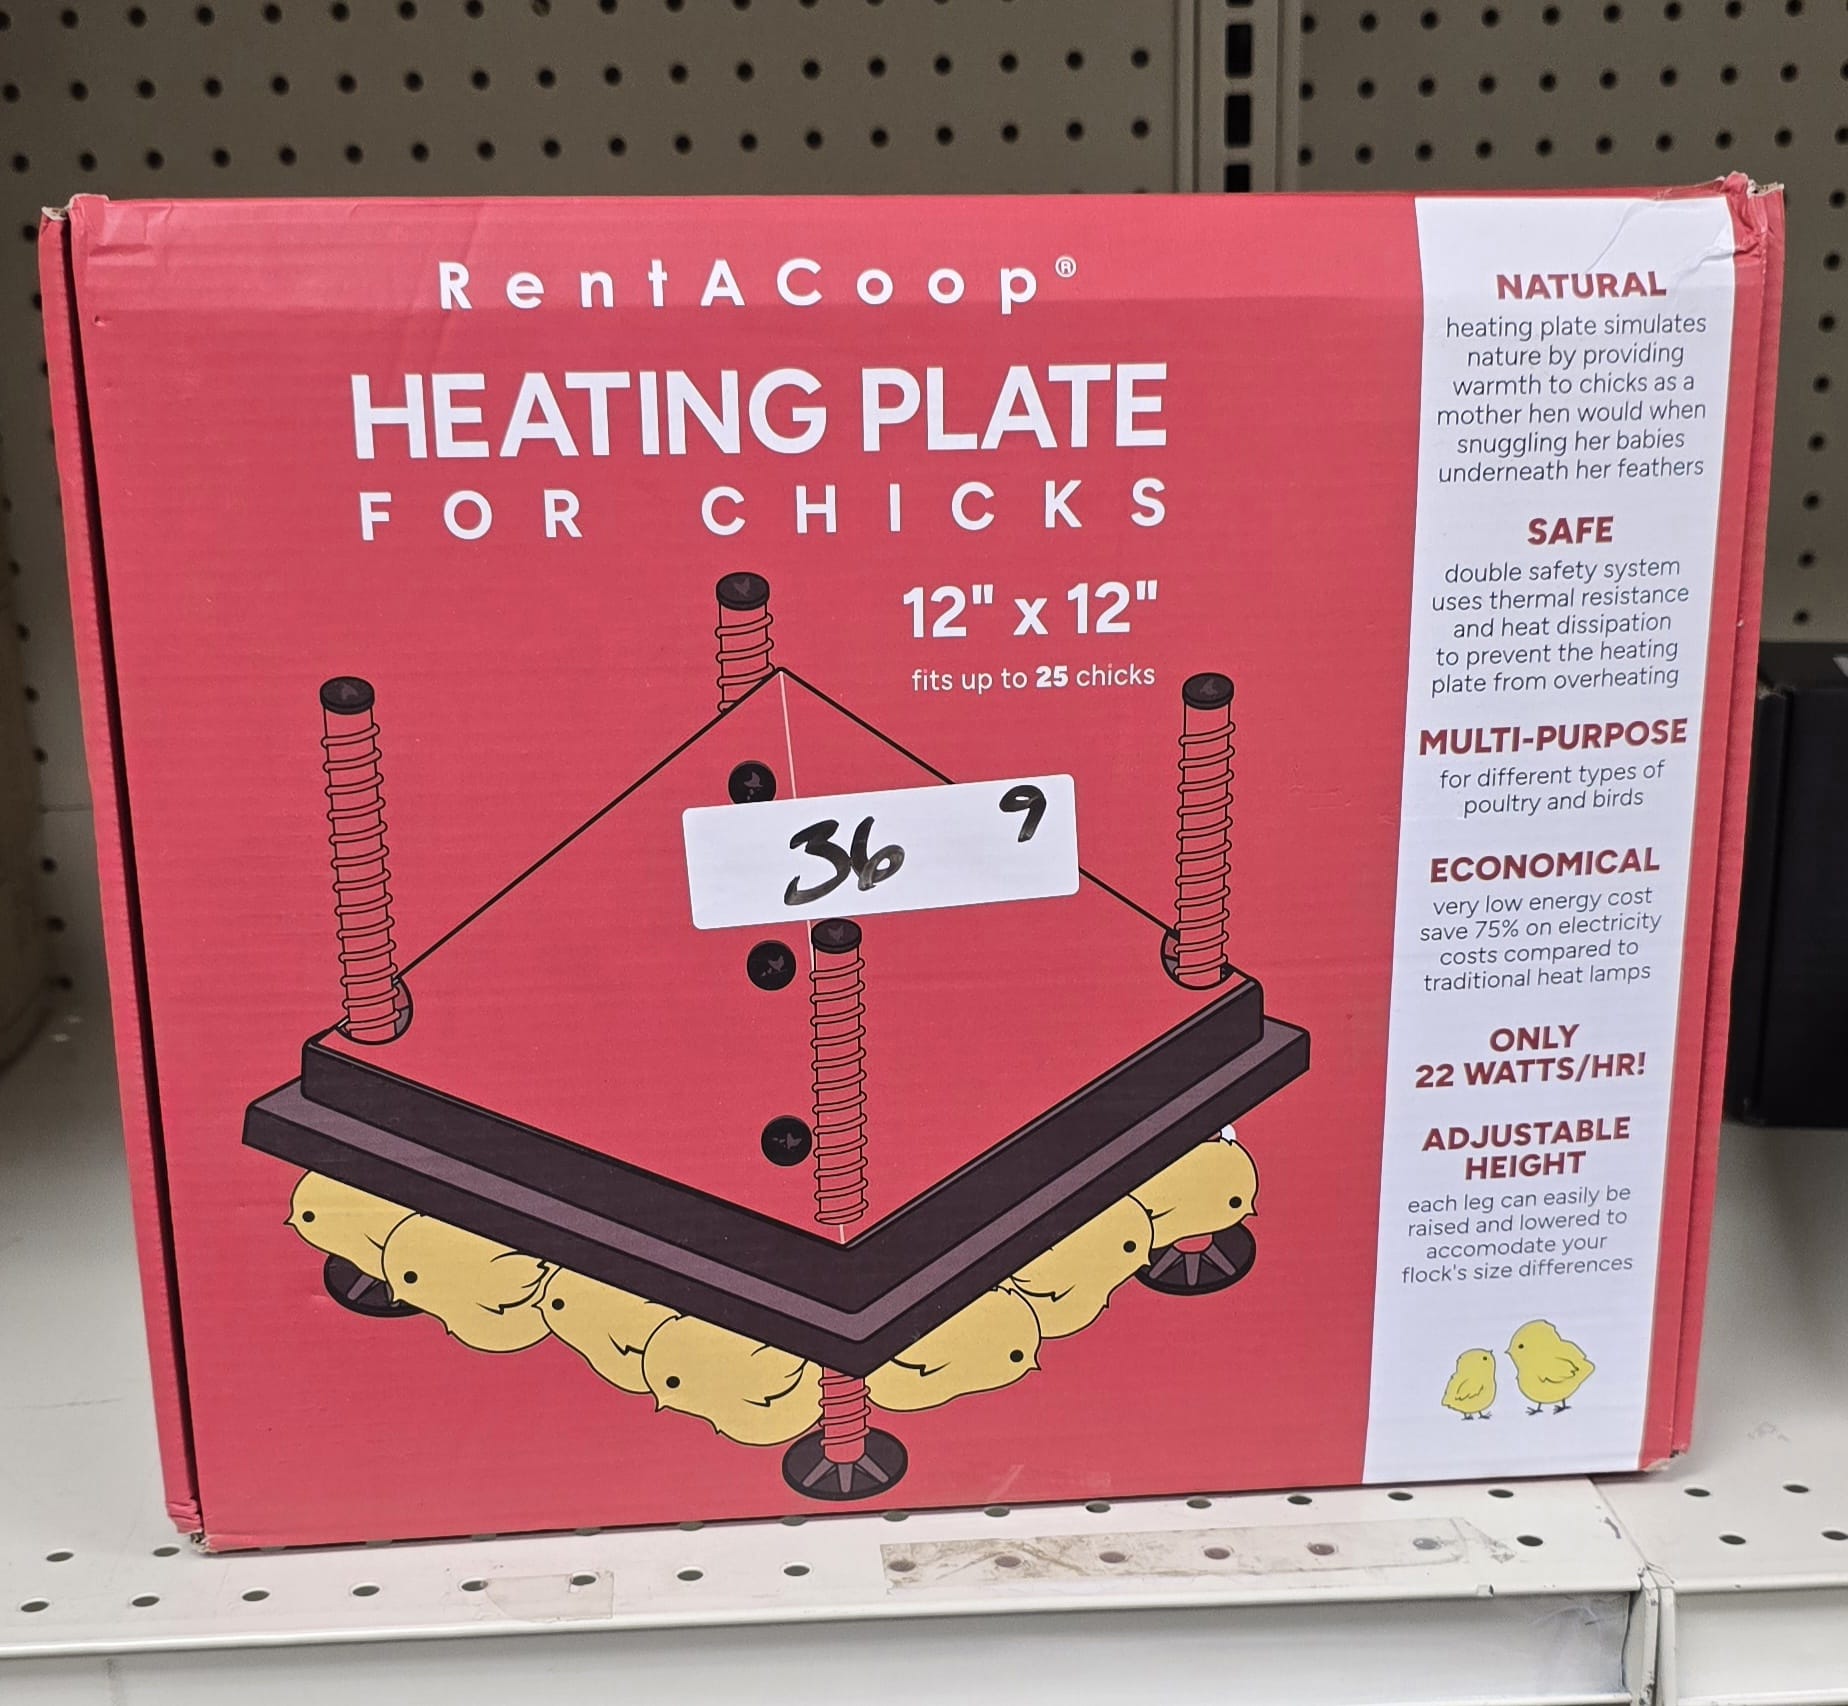 RentACoop®
HEATING PLATE
FOR CHICKS
12" x 12"
fits up to 25 chicks
36 9
NATURAL
heating plate simulates
nature by providing
warmth to chicks as a
mother hen would when
snuggling her babies
underneath her feathers
SAFE
double safety system
uses thermal resistance
and heat dissipation
to prevent the heating
plate from overheating
MULTI-PURPOSE
for different types of
poultry and birds
ECONOMICAL
very low energy cost
save 75% on electricity
costs compared to
traditional heat lamps
ONLY
22 WATTS/HR!
ADJUSTABLE
HEIGHT
each leg can easily be
raised and lowered to
accomodate your
flock's size differences